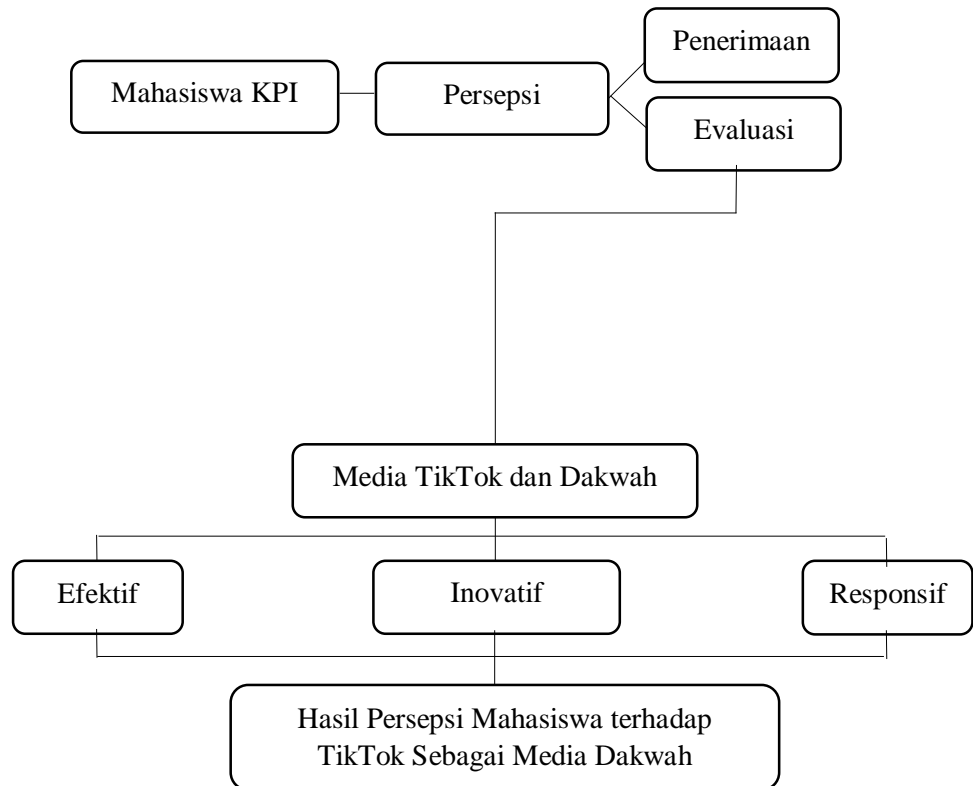 Penerimaan
Mahasiswa KPI
Persepsi
Evaluasi
Media TikTok dan Dakwah
Efektif
Inovatif
Responsif
Hasil Persepsi Mahasiswa terhadap
TikTok Sebagai Media Dakwah